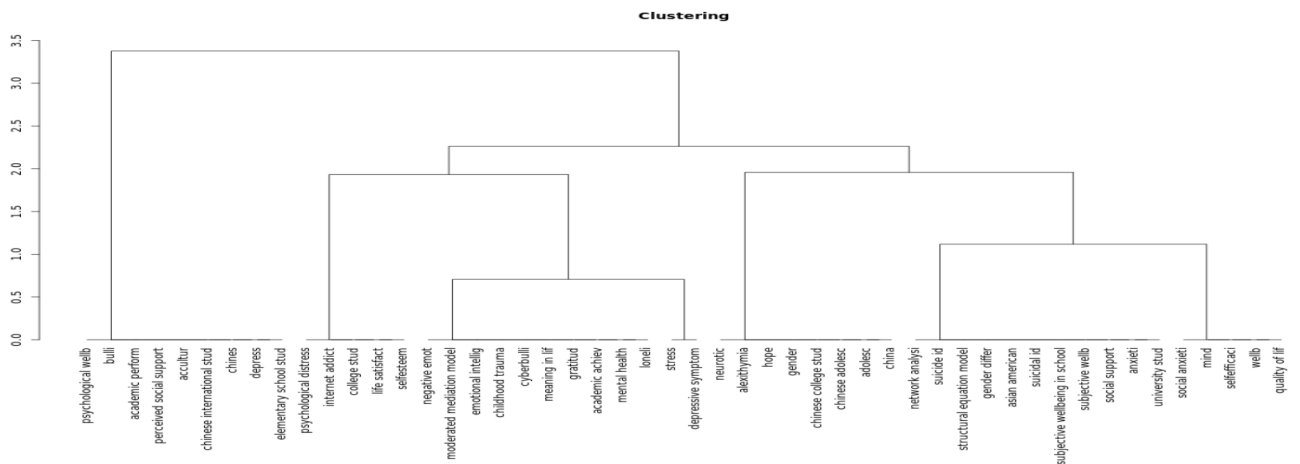 Clustering
3.5
3.0
2.5
2.0
1.5
1.0
0.5
0.0
psychological wellb
buli
academic perform
perceived social support
accultur
chinese international stud
chines
depress
elementary school stud
psychological distress
internet addict
college stud
life satisfact
selfesteem
negative emot
moderated mediation model
emotional intelig
childhood trauma
cyberbulli
meaning in lif
gratitud
academic achiev
mental health
loneli
stress
depressive symptom
neurotic
alexithymia
hope
gender
chinese college stud
chinese adolesc
adolesc
china
network analysi
suicide id
structural equation model
gender differ
asian american
suicidal id
subjective wellbeing in school
subjective wellb
social support
anxieti
university stud
social anxieti
mind
selfefficaci
wellb
quality of lif